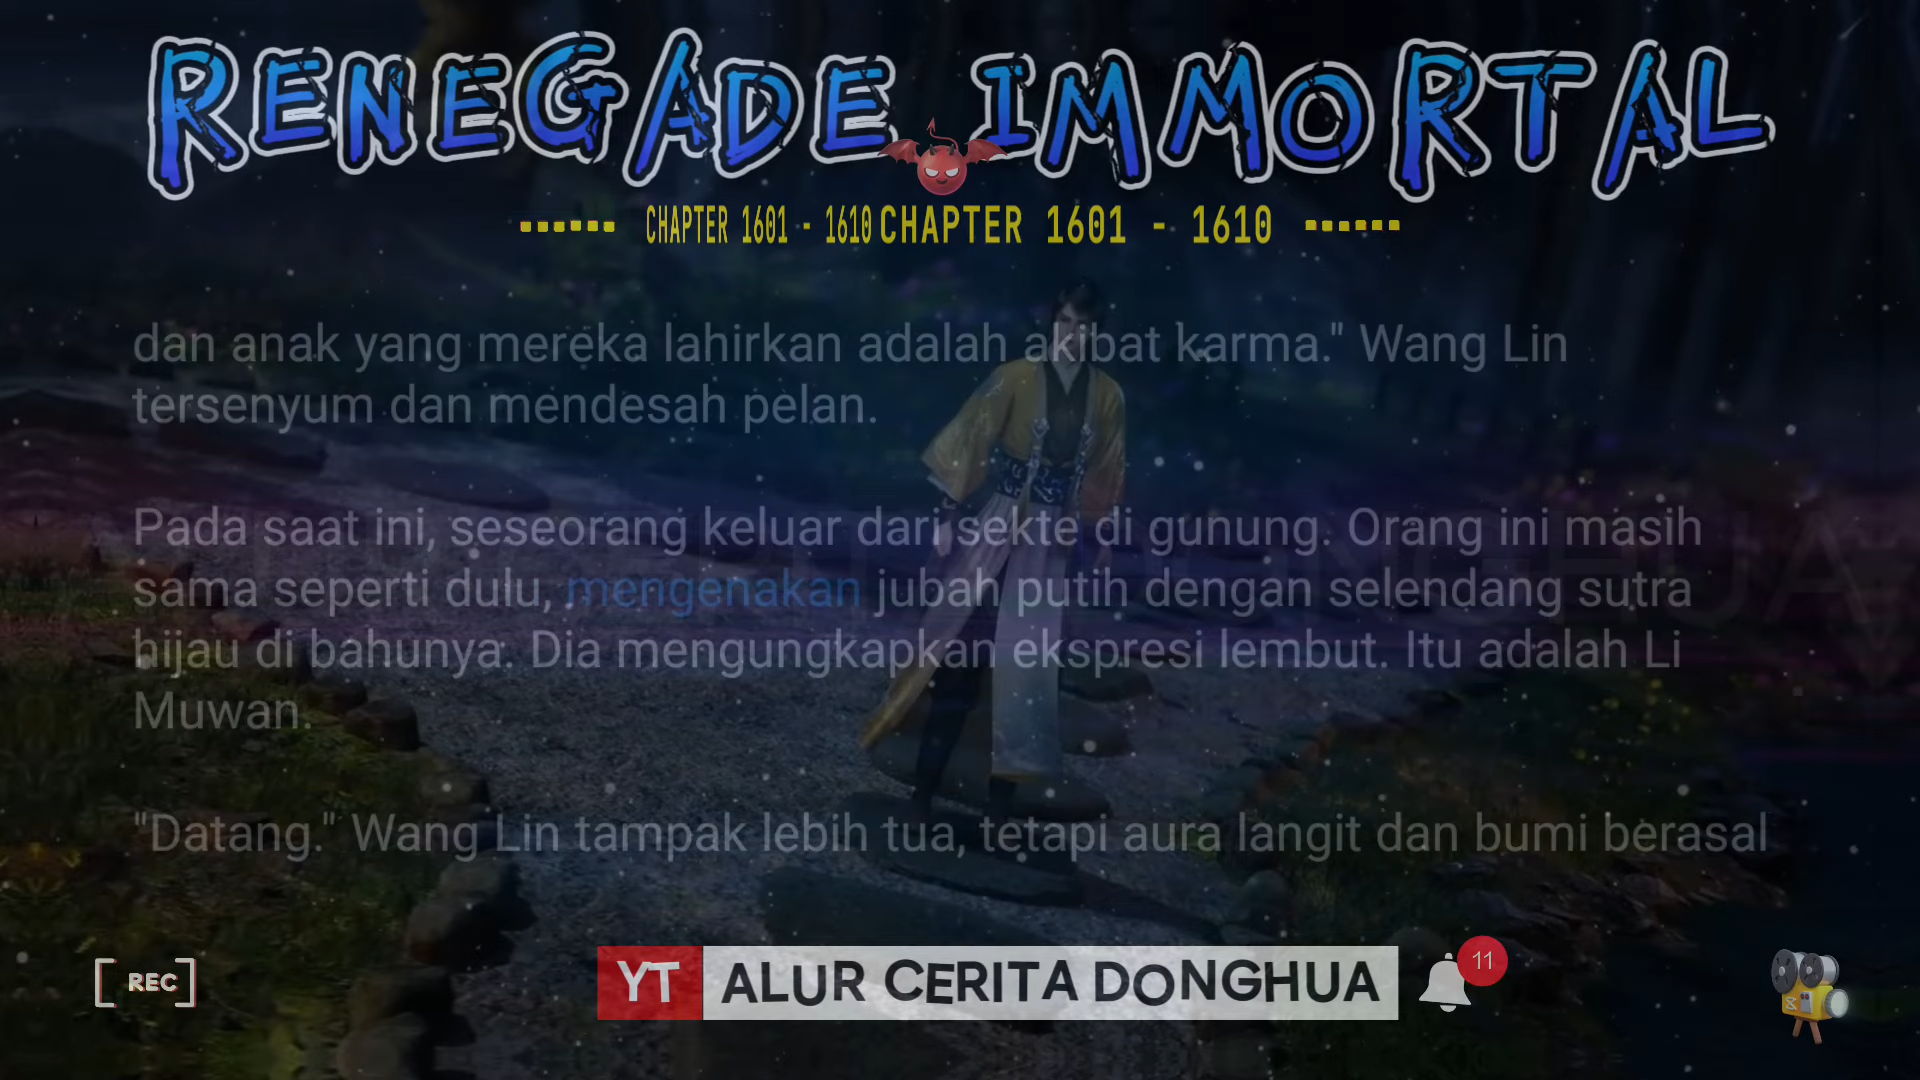 RENEGADE IMMORTAL
CHAPTER 1601 - 1610 CHAPTER 1601 - 1610
dan anak yang mereka lahirkan adalah akibat karma." Wang Lin
tersenyum dan mendesah pelan.
Pada saat ini, seseorang keluar dari sekte di gunung. Orang ini masih
sama seperti dulu, mengenakan jubah putih dengan selendang sutra
hijau di bahunya. Dia mengungkapkan ekspresi lembut. Itu adalah Li
Muwan.
"Datang." Wang Lin tampak lebih tua, tetapi aura langit dan bumi berasal
[REC]
YT ALUR CERITA DONGHUA
11